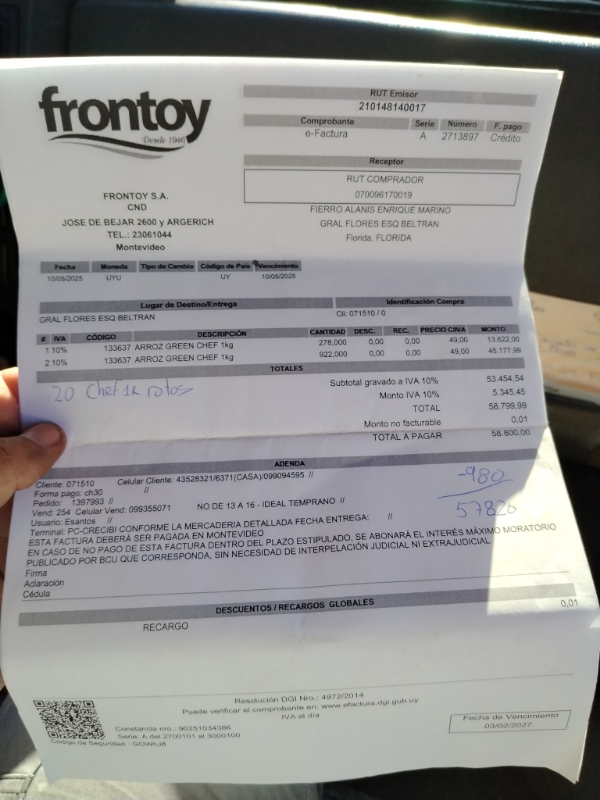 frontoy
Desde 1946
FRONTOY S.A.
CND
JOSE DE BEJAR 2600 y ARGERICH
TEL.: 23061044
Montevideo
RUT Emisor
210148140017
Comprobante Serie Número F. pago
e-Factura A 2713897 Crédito
Receptor
RUT COMPRADOR
070096170019
FIERRO ALANIS ENRIQUE MARINO
GRAL FLORES ESQ BELTRAN
Florida, FLORIDA
Fecha Moneda Tipo de Cambio Código de País Vencimiento
10/05/2025 UYU UY 10/05/2025
Lugar de Destino/Entrega Identificación Compra
GRAL FLORES ESQ BELTRAN Cli: 071510 / 0
# IVA CÓDIGO DESCRIPCIÓN CANTIDAD DESC. REC. PRECIO C/IVA MONTO
1 10% 133637 ARROZ GREEN CHEF 1kg 278,000 0,00 0,00 49,00 13.622,00
2 10% 133637 ARROZ GREEN CHEF 1kg 922,000 0,00 0,00 49,00 45.177,99
TOTALES
20 Chef 1k rotos
Subtotal gravado a IVA 10% 53.454,54
Monto IVA 10% 5.345,45
TOTAL 58.799,99
Monto no facturable 0,01
TOTAL A PAGAR 58.800,00
-980
57820
ADENDA
Cliente: 071510 Celular Cliente: 43528321/6371(CASA)/099094595 //
Forma pago: ch30 //
Pedido: 1397993 //
Vend: 254 Celular Vend: 099355071 NO DE 13 A 16 - IDEAL TEMPRANO //
Usuario: Esantos //
Terminal: PC-CRECIBI CONFORME LA MERCADERIA DETALLADA FECHA ENTREGA: //
ESTA FACTURA DEBERÁ SER PAGADA EN MONTEVIDEO
EN CASO DE NO PAGO DE ESTA FACTURA DENTRO DEL PLAZO ESTIPULADO, SE ABONARÁ EL INTERÉS MÁXIMO MORATORIO
PUBLICADO POR BCU QUE CORRESPONDA, SIN NECESIDAD DE INTERPELACIÓN JUDICIAL NI EXTRAJUDICIAL
Firma
Aclaración
Cédula
DESCUENTOS / RECARGOS GLOBALES
RECARGO 0,01
Resolución DGI Nro.: 4972/2014
Puede verificar el comprobante en: www.efactura.dgi.gub.uy
IVA al día
Constancia nro.: 90251034386
Serie: A del 2700101 al 3000100
Código de Seguridad : GOWhJ8
Fecha de Vencimiento
03/02/2027